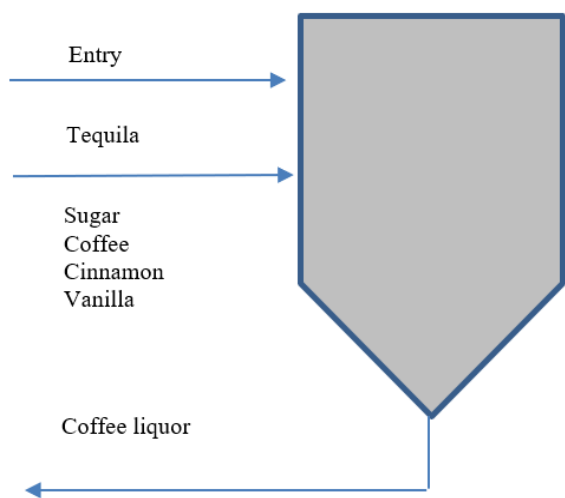 Entry
Tequila
Sugar
Coffee
Cinnamon
Vanilla
Coffee liquor